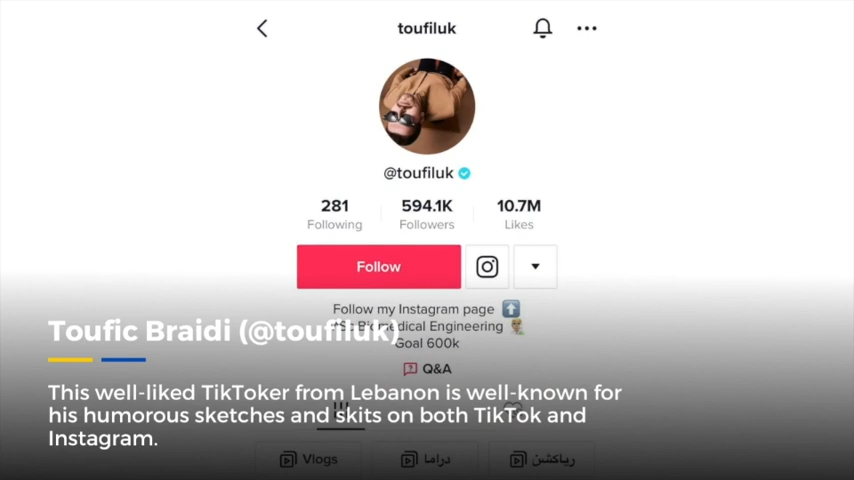 toufiluk
@toufiluk
281
594.1K
10.7M
Following
Followers
Likes
Follow
Follow my Instagram page
Biomedical Engineering
Goal 600k
Q&A
Toufic Braidi (@toufiluk)
This well-liked TikToker from Lebanon is well-known for
his humorous sketches and skits on both TikTok and
Instagram.
Vlogs
دراما
رياكشن